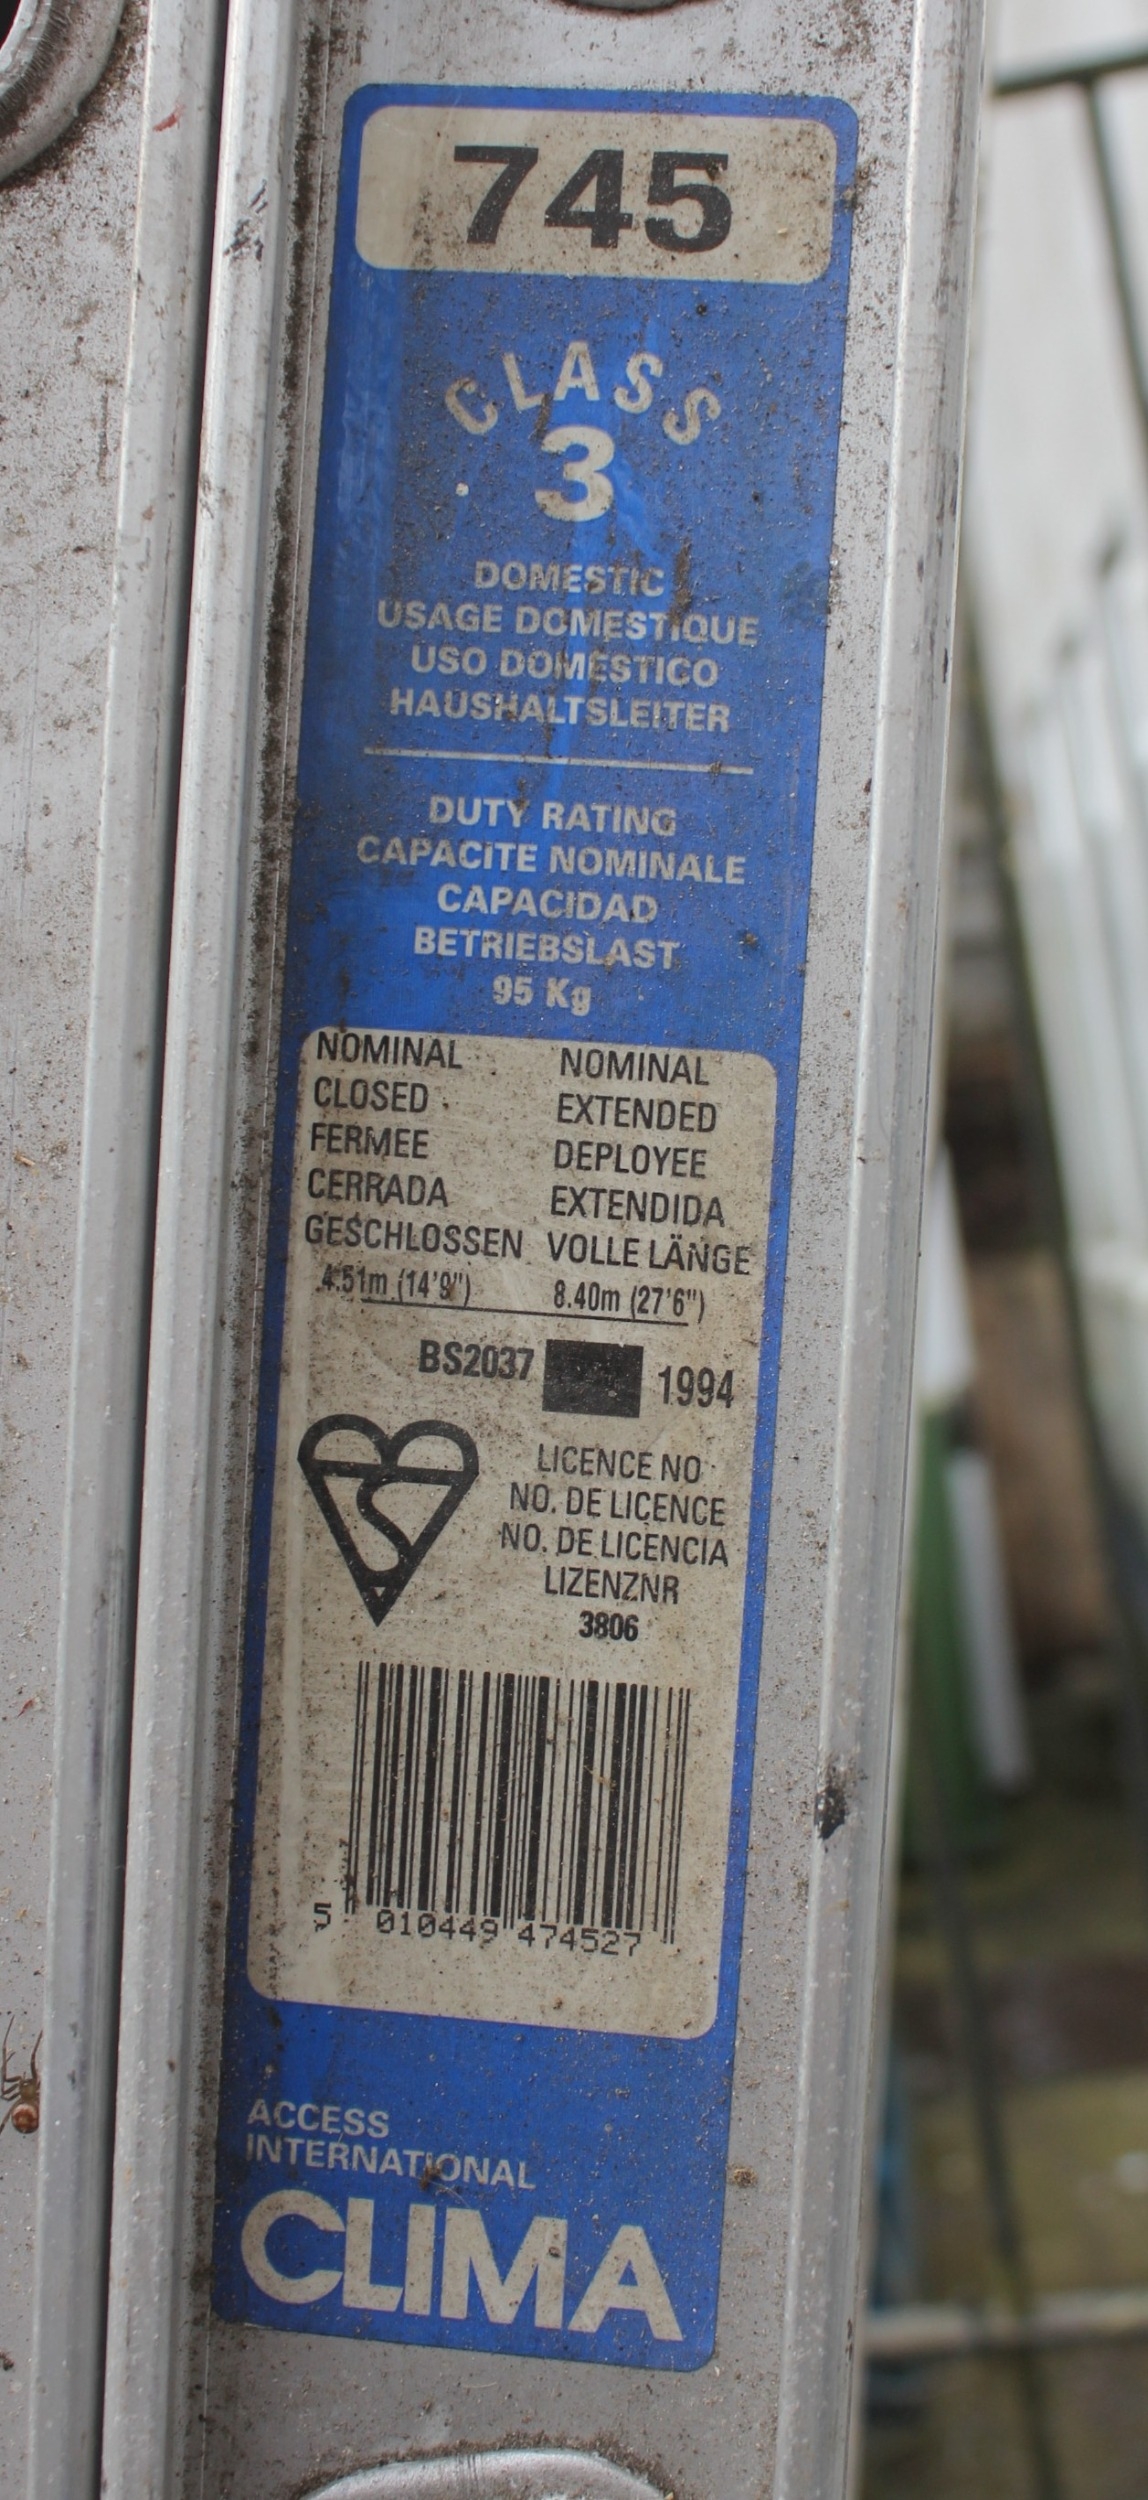 745
CLASS
3
DOMESTIC
USAGE DOMESTIQUE
USO DOMESTICO
HAUSHALTSLEITER
DUTY RATING
CAPACITE NOMINALE
CAPACIDAD
BETRIEBSLAST
95 Kg
NOMINAL NOMINAL
CLOSED EXTENDED
FERMEE DEPLOYEE
CERRADA EXTENDIDA
GESCHLOSSEN VOLLE LÄNGE
4.51m (14'9") 8.40m (27'6")
BS2037 1994
LICENCE NO
NO. DE LICENCE
NO. DE LICENCIA
LIZENZNR
3806
5 010449 474527
ACCESS
INTERNATIONAL
CLIMA